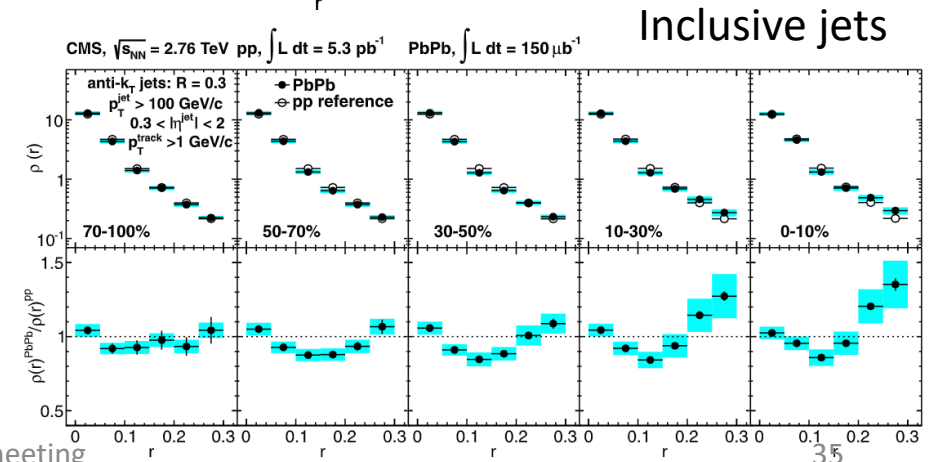 r
Inclusive jets
CMS, √sNN = 2.76 TeV pp, ∫L dt = 5.3 pb⁻¹ PbPb, ∫L dt = 150 μb⁻¹
anti-kT jets: R = 0.3
pTjet > 100 GeV/c
0.3 < |ηjet| < 2
pTtrack >1 GeV/c
PbPb
pp reference
ρ (r)
10
1
10⁻¹
70-100% 50-70% 30-50% 10-30% 0-10%
ρ(r)PbPb/ρ(r)pp
1.5
1
0.5
0 0.1 0.2 0.3 0 0.1 0.2 0.3 0 0.1 0.2 0.3 0 0.1 0.2 0.3 0 0.1 0.2 0.3
r r r r r
neeting 35